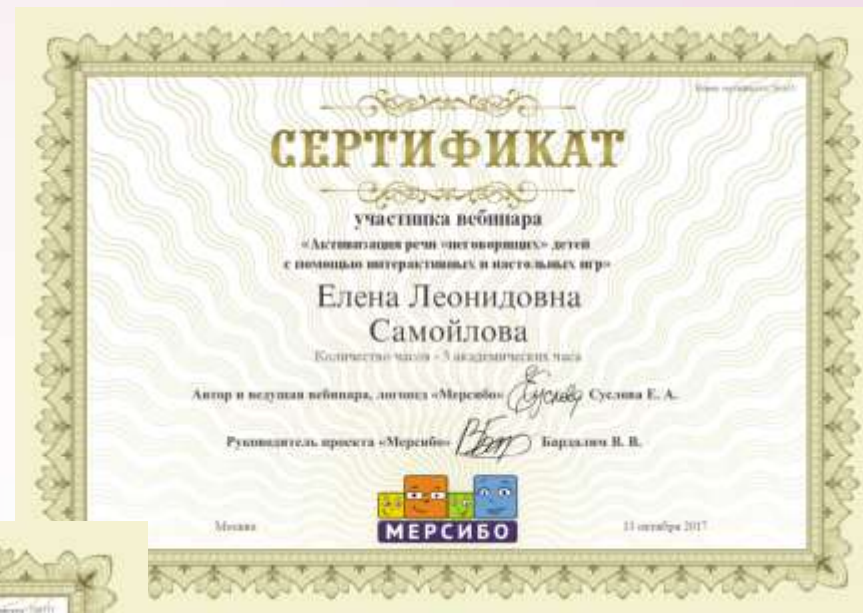 СЕРТИФИКАТ
участника вебинара
«Активизация речи «неговорящих» детей
с помощью интерактивных и настольных игр»
Елена Леонидовна
Самойлова
Количество часов - 3 академических часа
Автор и ведущая вебинара, логопед «Мерсибо» Суслова Е. А.
Руководитель проекта «Мерсибо» Бардалим В. В.
МЕРСИБО
Москва
11 октября 2017